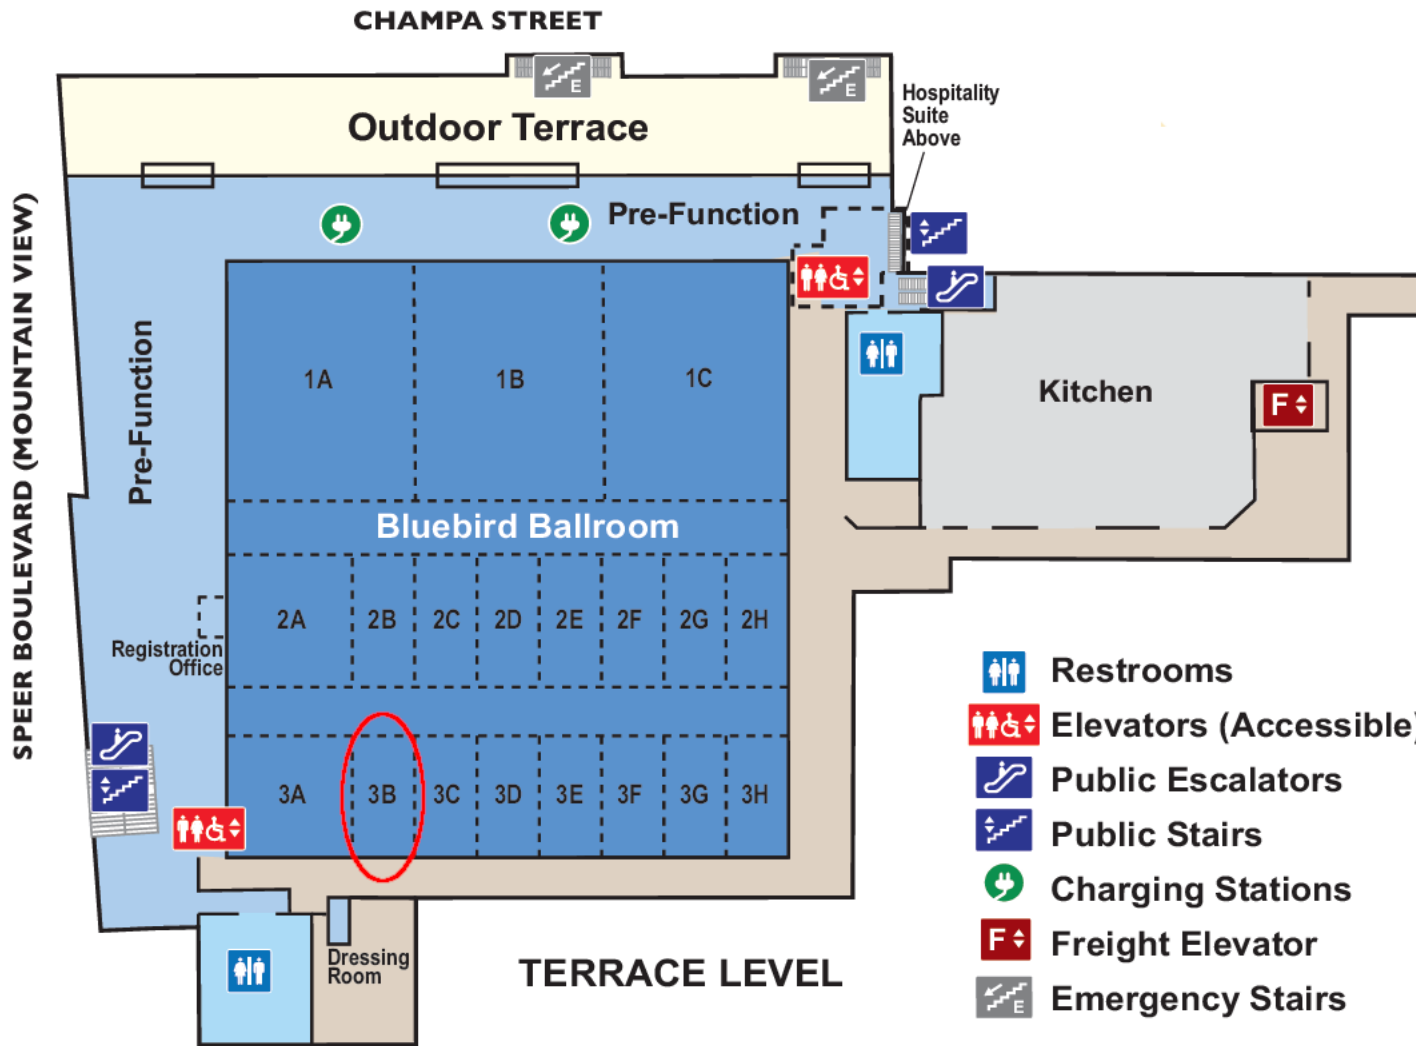 CHAMPA STREET
SPEER BOULEVARD (MOUNTAIN VIEW)
E
E
Outdoor Terrace
Hospitality
Suite
Above
Pre-Function
Pre-Function
1A
1B
1C
Kitchen
F
Bluebird Ballroom
2A
2B
2C
2D
2E
2F
2G
2H
Registration
Office
3A
3B
3C
3D
3E
3F
3G
3H
Dressing
Room
TERRACE LEVEL
Restrooms
Elevators (Accessible)
Public Escalators
Public Stairs
Charging Stations
F
Freight Elevator
E
Emergency Stairs